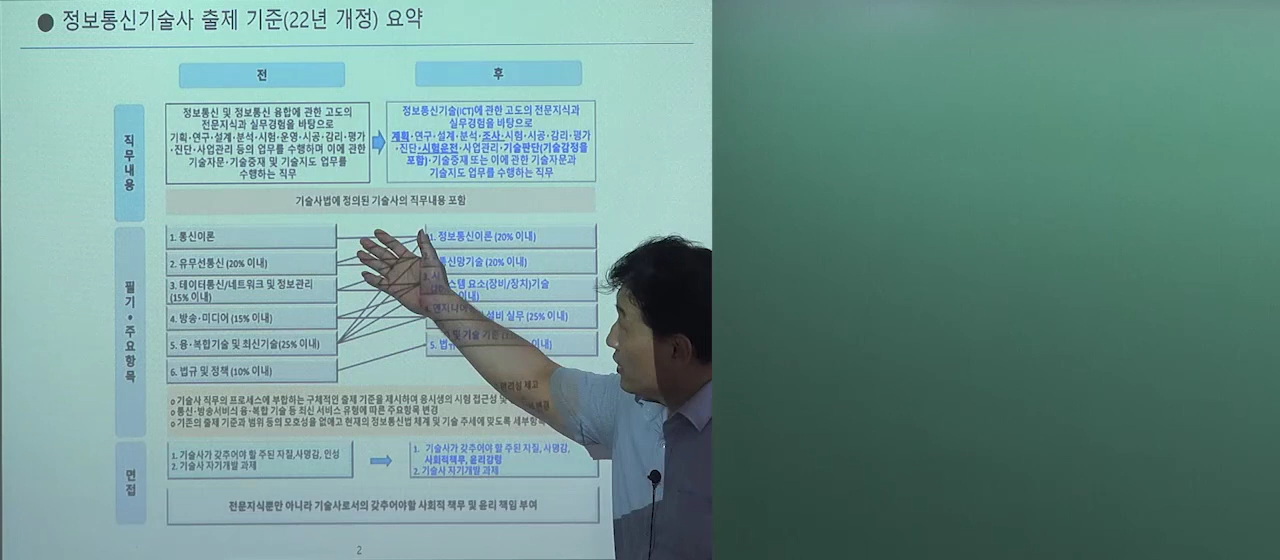 ● 정보통신기술사 출제 기준(22년 개정) 요약
전
후
직무내용
정보통신 및 정보통신 융합에 관한 고도의
전문지식과 실무경험을 바탕으로
기획·연구·설계·분석·시험·운영·시공·감리·평가
·진단·사업관리 등의 업무를 수행하며 이에 관한
기술자문·기술중재 및 기술지도 업무를
수행하는 직무
정보통신기술(ICT)에 관한 고도의 전문지식과
실무경험을 바탕으로
계획·연구·설계·분석·조사·시험·시공·감리·평가
·진단·시험운전·사업관리·기술판단(기술감정을
포함)·기술중재 또는 이에 관한 기술자문과
기술지도 업무를 수행하는 직무
기술사법에 정의된 기술사의 직무내용 포함
필기·주요항목
1. 통신이론
2. 유무선통신 (20% 이내)
3. 데이터통신/네트워크 및 정보관리
(15% 이내)
4. 방송·미디어 (15% 이내)
5. 융·복합기술 및 최신기술(25% 이내)
6. 법규 및 정책 (10% 이내)
1. 정보통신이론 (20% 이내)
통신망기술 (20% 이내)
요소(장비/장치)기술
이내)
설비 실무 (25% 이내)
5. 법규 및 기술 기준 이내)
o 기술사 직무의 프로세스에 부합하는 구체적인 출제 기준을 제시하여 응시생의 시험 접근성 및 편리성 제고
o 통신·방송서비스의 융·복합 기술 등 최신 서비스 유형에 따른 주요항목 변경
o 기존의 출제 기준과 범위 등의 모호성을 없애고 현재의 정보통신법 체계 및 기술 추세에 맞도록 세부항목
면접
1. 기술사가 갖추어야 할 주된 자질, 사명감, 인성
2. 기술사 자기개발 과제
1. 기술사가 갖추어야 할 주된 자질, 사명감,
사회적책무, 윤리강령
2. 기술사 자기개발 과제
전문지식뿐만 아니라 기술사로서의 갖추어야할 사회적 책무 및 윤리 책임 부여
2